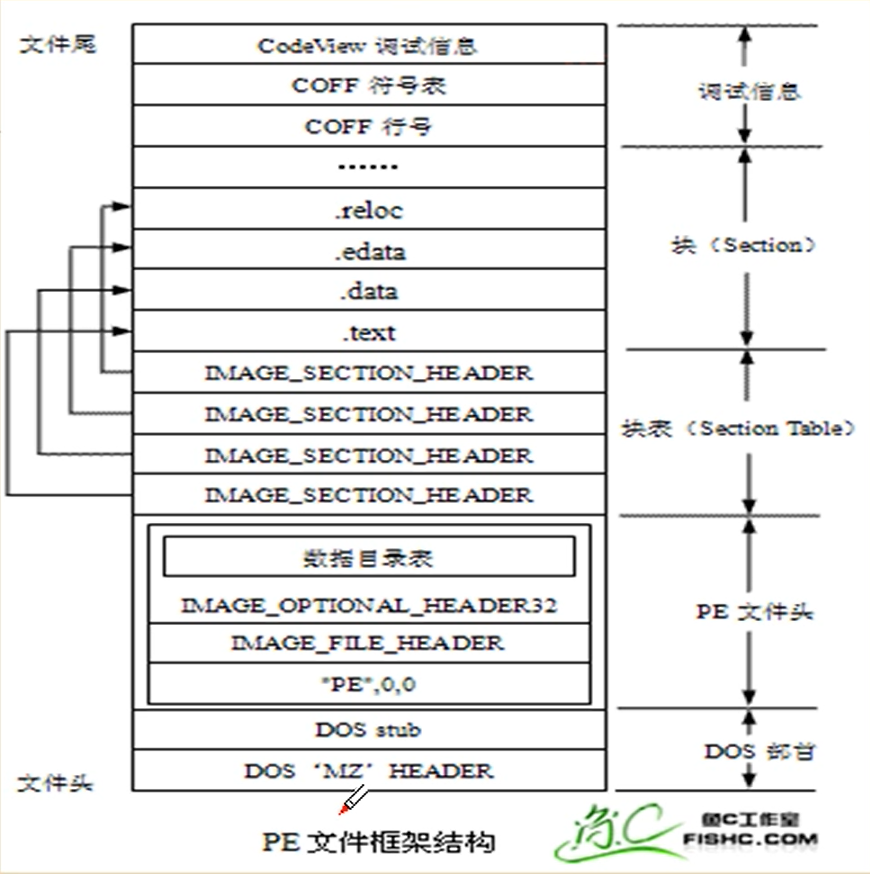 文件尾
CodeView 调试信息
COFF 符号表
调试信息
COFF 行号
······
.reloc
块（Section）
.edata
.data
.text
IMAGE_SECTION_HEADER
IMAGE_SECTION_HEADER
块表（Section Table）
IMAGE_SECTION_HEADER
IMAGE_SECTION_HEADER
数据目录表
IMAGE_OPTIONAL_HEADER32
PE 文件头
IMAGE_FILE_HEADER
"PE",0,0
DOS stub
DOS 部首
DOS 'MZ' HEADER
文件头
PE 文件框架结构
鱼C
鱼C工作室
FISHC.COM